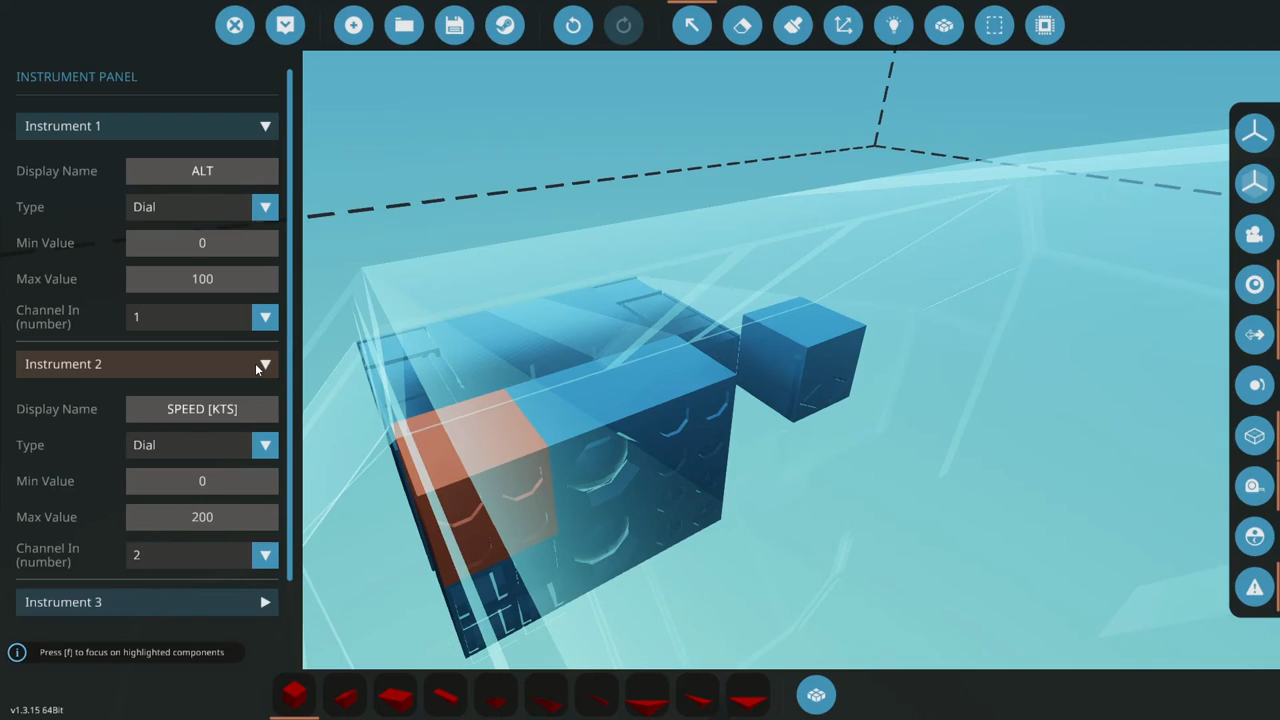 INSTRUMENT PANEL
Instrument 1
Display Name ALT
Type Dial
Min Value 0
Max Value 100
Channel In (number) 1
Instrument 2
Display Name SPEED [KTS]
Type Dial
Min Value 0
Max Value 200
Channel In (number) 2
Instrument 3
Press [f] to focus on highlighted components
v1.3.15 64Bit